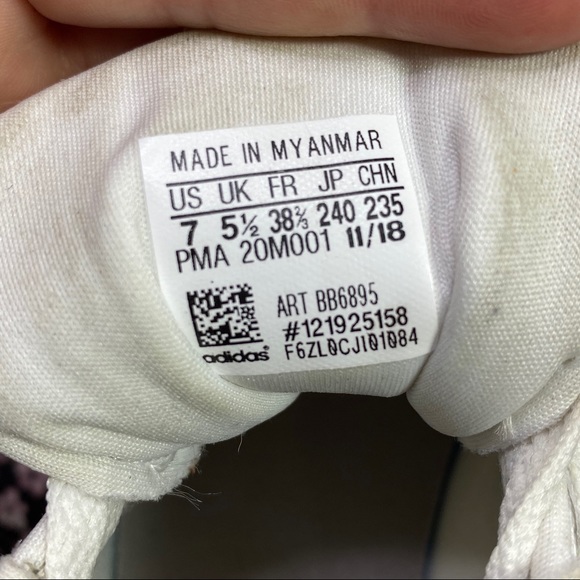 MADE IN MYANMAR
US UK FR JP CHN
7 5½ 38⅔ 240 235
PMA 20M001 11/18
ART BB6895
#121925158
adidas® F6ZL0CJI01084